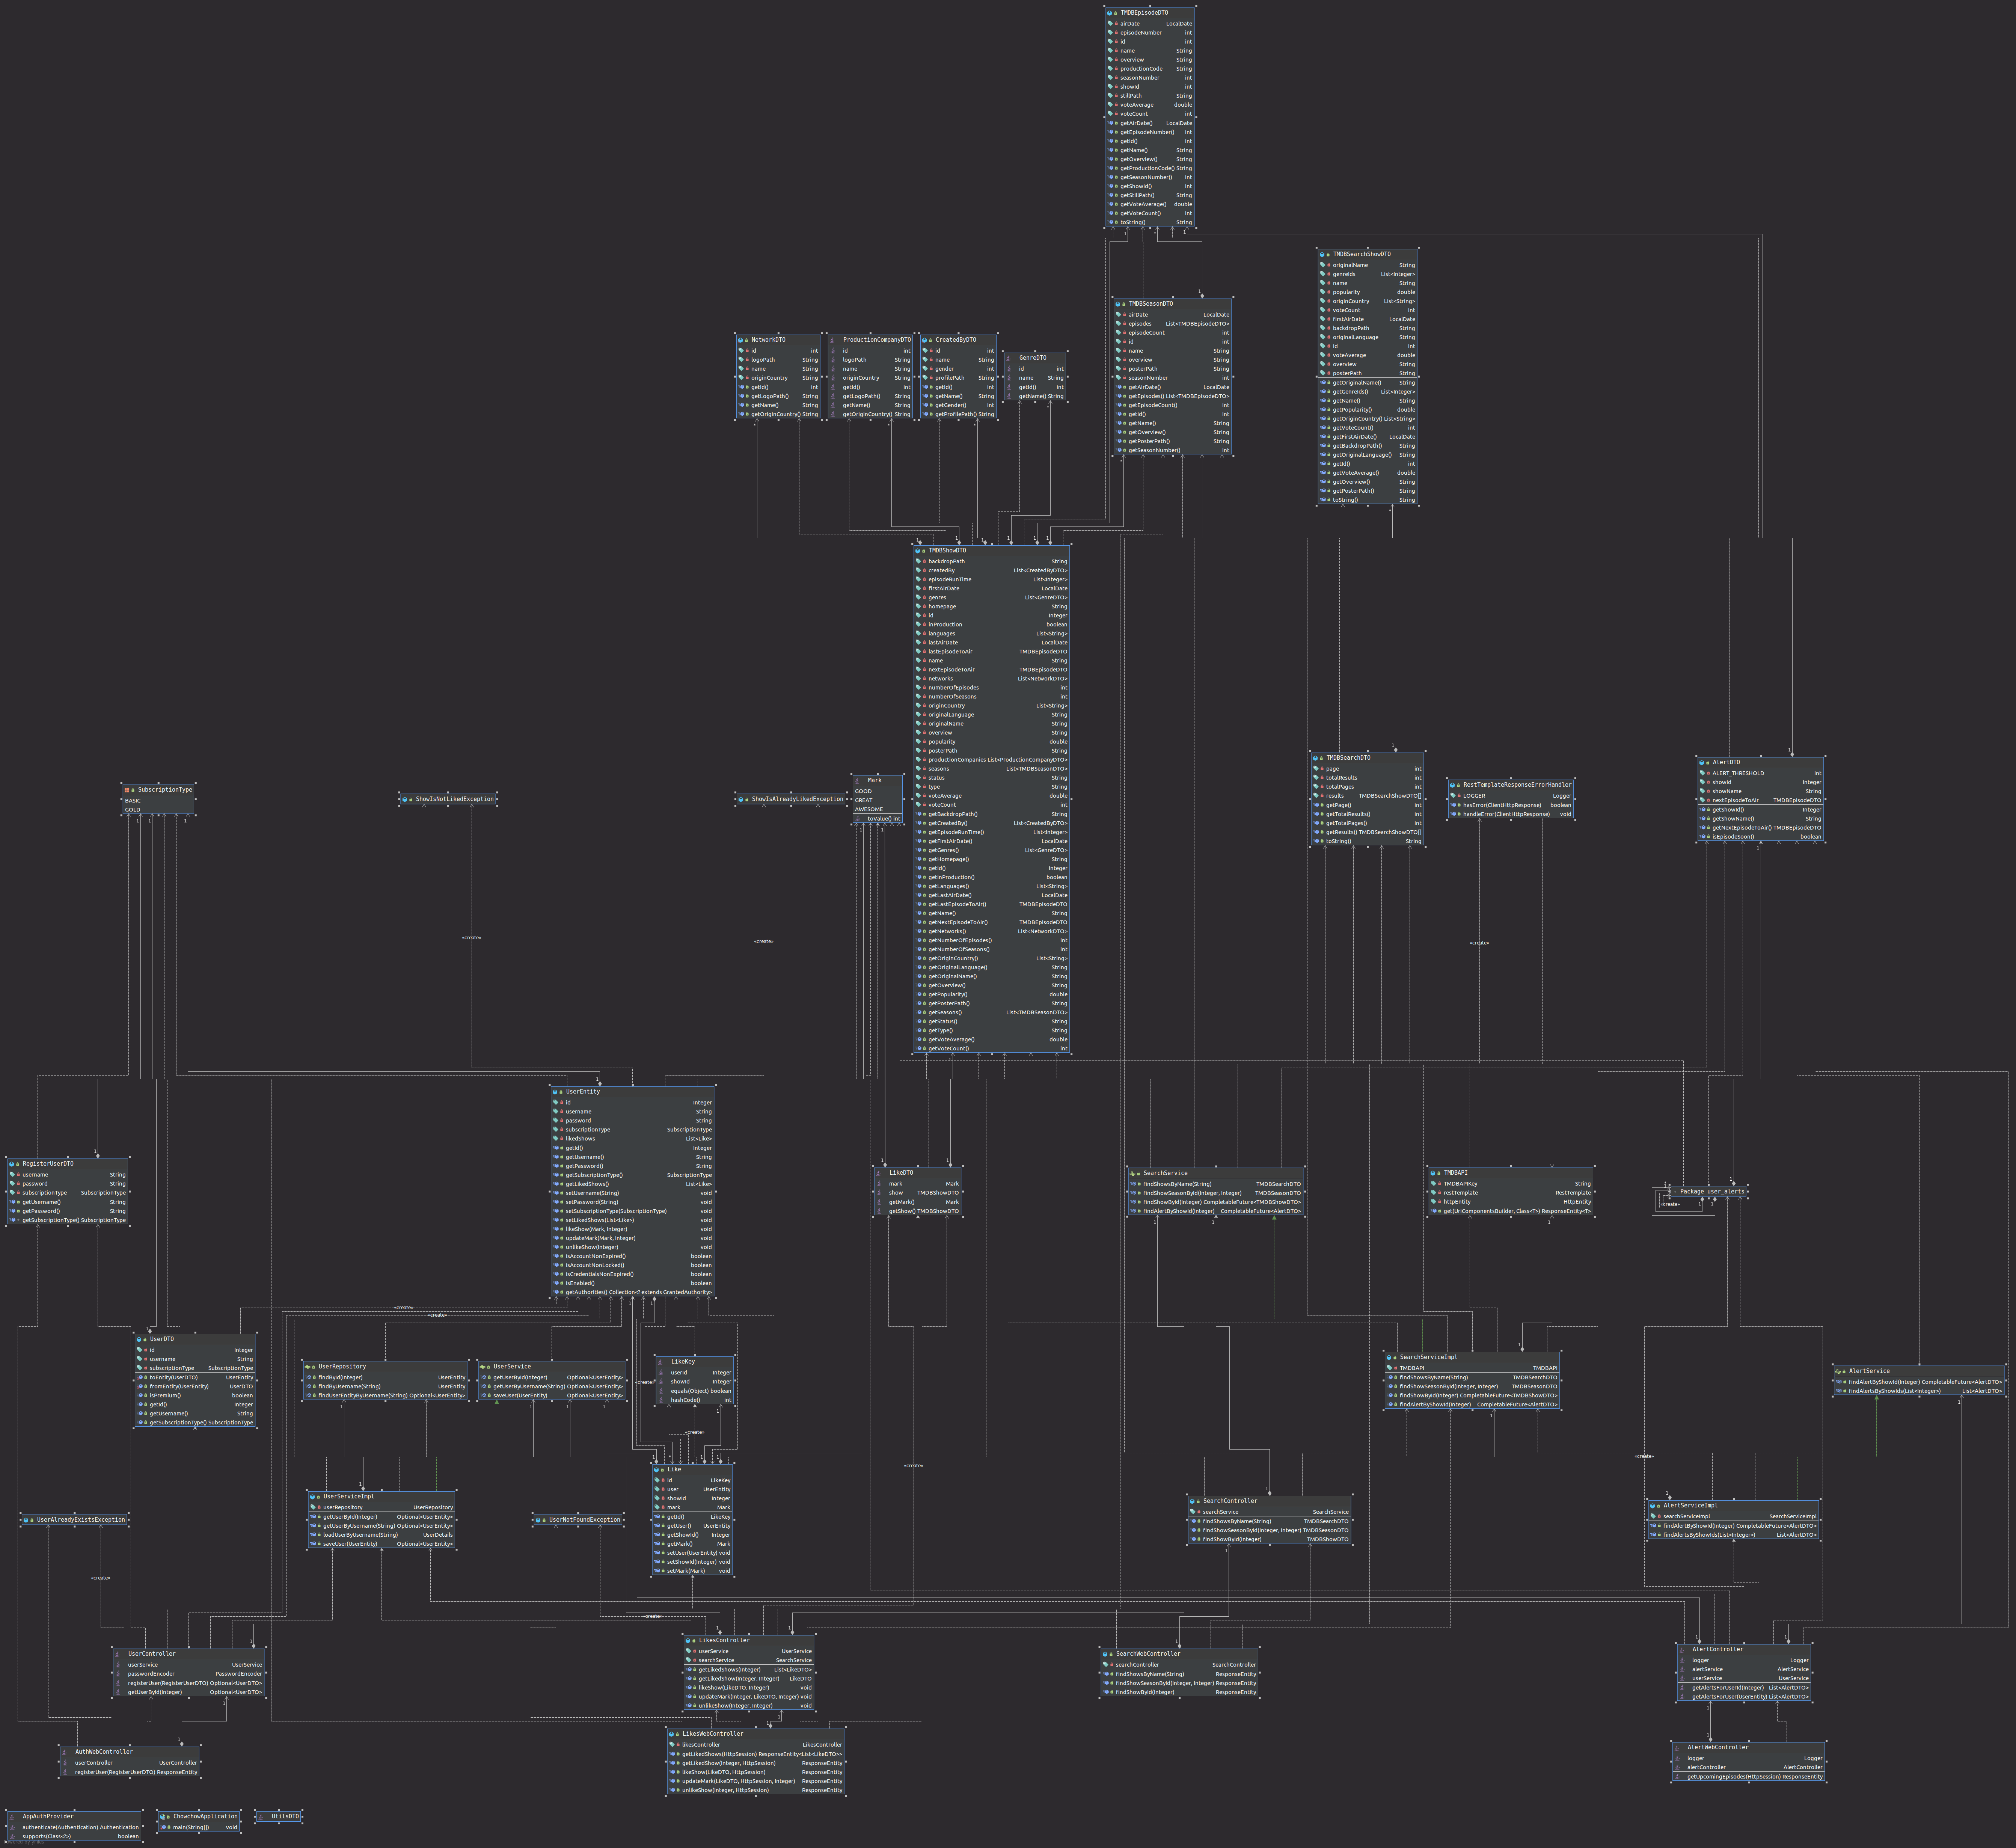 TMDBEpisodeDTO
airDate LocalDate
episodeNumber int
id int
name String
overview String
productionCode String
seasonNumber int
showId int
stillPath String
voteAverage double
voteCount int
getAirDate() LocalDate
getEpisodeNumber() int
getId() int
getName() String
getOverview() String
getProductionCode() String
getSeasonNumber() int
getShowId() int
getStillPath() String
getVoteAverage() double
getVoteCount() int
toString() String
TMDBSearchShowDTO
originalName String
genreIds List<Integer>
name String
popularity double
originCountry List<String>
voteCount int
firstAirDate LocalDate
backdropPath String
originalLanguage String
id int
voteAverage double
overview String
posterPath String
getOriginalName() String
getGenreIds() List<Integer>
getName() String
getPopularity() double
getOriginCountry() List<String>
getVoteCount() int
getFirstAirDate() LocalDate
getBackdropPath() String
getOriginalLanguage() String
getId() int
getVoteAverage() double
getOverview() String
getPosterPath() String
toString() String
TMDBSeasonDTO
airDate LocalDate
episodes List<TMDBEpisodeDTO>
episodeCount int
id int
name String
overview String
posterPath String
seasonNumber int
getAirDate() LocalDate
getEpisodes() List<TMDBEpisodeDTO>
getEpisodeCount() int
getId() int
getName() String
getOverview() String
getPosterPath() String
getSeasonNumber() int
NetworkDTO
id int
logoPath String
name String
originCountry String
getId() int
getLogoPath() String
getName() String
getOriginCountry() String
ProductionCompanyDTO
id int
logoPath String
name String
originCountry String
getId() int
getLogoPath() String
getName() String
getOriginCountry() String
CreatedByDTO
id int
name String
gender int
profilePath String
getId() int
getName() String
getGender() int
getProfilePath() String
GenreDTO
id int
name String
getId() int
getName() String
TMDBShowDTO
backdropPath String
createdBy List<CreatedByDTO>
episodeRunTime List<Integer>
firstAirDate LocalDate
genres List<GenreDTO>
homepage String
id Integer
inProduction boolean
languages List<String>
lastAirDate LocalDate
lastEpisodeToAir TMDBEpisodeDTO
name String
nextEpisodeToAir TMDBEpisodeDTO
networks List<NetworkDTO>
numberOfEpisodes int
numberOfSeasons int
originCountry List<String>
originalLanguage String
originalName String
overview String
popularity double
posterPath String
productionCompanies List<ProductionCompanyDTO>
seasons List<TMDBSeasonDTO>
status String
type String
voteAverage double
voteCount int
getBackdropPath() String
getCreatedBy() List<CreatedByDTO>
getEpisodeRunTime() List<Integer>
getFirstAirDate() LocalDate
getGenres() List<GenreDTO>
getHomepage() String
getId() Integer
getInProduction() boolean
getLanguages() List<String>
getLastAirDate() LocalDate
getLastEpisodeToAir() TMDBEpisodeDTO
getName() String
getNextEpisodeToAir() TMDBEpisodeDTO
getNetworks() List<NetworkDTO>
getNumberOfEpisodes() int
getNumberOfSeasons() int
getOriginCountry() List<String>
getOriginalLanguage() String
getOriginalName() String
getOverview() String
getPopularity() double
getPosterPath() String
getSeasons() List<TMDBSeasonDTO>
getStatus() String
getType() String
getVoteAverage() double
getVoteCount() int
SubscriptionType
BASIC
GOLD
ShowIsNotLikedException
ShowIsAlreadyLikedException
Mark
GOOD
GREAT
AWESOME
toValue() int
TMDBSearchDTO
page int
totalResults int
totalPages int
results TMDBSearchShowDTO[]
getPage() int
getTotalResults() int
getTotalPages() int
getResults() TMDBSearchShowDTO[]
toString() String
RestTemplateResponseErrorHandler
LOGGER Logger
hasError(ClientHttpResponse) boolean
handleError(ClientHttpResponse) void
AlertDTO
ALERT_THRESHOLD int
showId Integer
showName String
nextEpisodeToAir TMDBEpisodeDTO
getShowId() Integer
getShowName() String
getNextEpisodeToAir() TMDBEpisodeDTO
isEpisodeSoon() boolean
«create»
«create»
«create»
UserEntity
id Integer
username String
password String
subscriptionType SubscriptionType
likedShows List<Like>
getId() Integer
getUsername() String
getPassword() String
getSubscriptionType() SubscriptionType
getLikedShows() List<Like>
setUsername(String) void
setPassword(String) void
setSubscriptionType(SubscriptionType) void
setLikedShows(List<Like>) void
likeShow(Mark, Integer) void
updateMark(Mark, Integer) void
unlikeShow(Integer) void
isAccountNonExpired() boolean
isAccountNonLocked() boolean
isCredentialsNonExpired() boolean
isEnabled() boolean
getAuthorities() Collection<? extends GrantedAuthority>
RegisterUserDTO
username String
password String
subscriptionType SubscriptionType
getUsername() String
getPassword() String
getSubscriptionType() SubscriptionType
LikeDTO
mark Mark
show TMDBShowDTO
getMark() Mark
getShow() TMDBShowDTO
SearchService
findShowsByName(String) TMDBSearchDTO
findShowSeasonById(Integer, Integer) TMDBSeasonDTO
findShowById(Integer) CompletableFuture<TMDBShowDTO>
findAlertByShowId(Integer) CompletableFuture<AlertDTO>
TMDBAPI
TMDBAPIKey String
restTemplate RestTemplate
httpEntity HttpEntity
get(UriComponentsBuilder, Class<T>) ResponseEntity<T>
Package user_alerts
«create»
«create»
«create»
UserDTO
id Integer
username String
subscriptionType SubscriptionType
toEntity(UserDTO) UserEntity
fromEntity(UserEntity) UserDTO
isPremium() boolean
getId() Integer
getUsername() String
getSubscriptionType() SubscriptionType
UserRepository
findById(Integer) UserEntity
findByUsername(String) UserEntity
findUserEntityByUsername(String) Optional<UserEntity>
UserService
getUserById(Integer) Optional<UserEntity>
getUserByUsername(String) Optional<UserEntity>
saveUser(UserEntity) Optional<UserEntity>
LikeKey
userId Integer
showId Integer
equals(Object) boolean
hashCode() int
«create»
«create»
SearchServiceImpl
TMDBAPI TMDBAPI
findShowsByName(String) TMDBSearchDTO
findShowSeasonById(Integer, Integer) TMDBSeasonDTO
findShowById(Integer) CompletableFuture<TMDBShowDTO>
findAlertByShowId(Integer) CompletableFuture<AlertDTO>
AlertService
findAlertByShowId(Integer) CompletableFuture<AlertDTO>
findAlertsByShowIds(List<Integer>) List<AlertDTO>
«create»
«create»
Like
id LikeKey
user UserEntity
showId Integer
mark Mark
getId() LikeKey
getUser() UserEntity
getShowId() Integer
getMark() Mark
setUser(UserEntity) void
setShowId(Integer) void
setMark(Mark) void
UserAlreadyExistsException
UserServiceImpl
userRepository UserRepository
getUserById(Integer) Optional<UserEntity>
getUserByUsername(String) Optional<UserEntity>
loadUserByUsername(String) UserDetails
saveUser(UserEntity) Optional<UserEntity>
UserNotFoundException
SearchController
searchService SearchService
findShowsByName(String) TMDBSearchDTO
findShowSeasonById(Integer, Integer) TMDBSeasonDTO
findShowById(Integer) TMDBShowDTO
AlertServiceImpl
searchServiceImpl SearchServiceImpl
findAlertByShowId(Integer) CompletableFuture<AlertDTO>
findAlertsByShowIds(List<Integer>) List<AlertDTO>
«create»
«create»
UserController
userService UserService
passwordEncoder PasswordEncoder
registerUser(RegisterUserDTO) Optional<UserDTO>
getUserById(Integer) Optional<UserDTO>
LikesController
userService UserService
searchService SearchService
getLikedShows(Integer) List<LikeDTO>
getLikedShow(Integer, Integer) LikeDTO
likeShow(LikeDTO, Integer) void
updateMark(Integer, LikeDTO, Integer) void
unlikeShow(Integer, Integer) void
SearchWebController
searchController SearchController
findShowsByName(String) ResponseEntity
findShowSeasonById(Integer, Integer) ResponseEntity
findShowById(Integer) ResponseEntity
AlertController
logger Logger
alertService AlertService
userService UserService
getAlertsForUserId(Integer) List<AlertDTO>
getAlertsForUser(UserEntity) List<AlertDTO>
AuthWebController
userController UserController
registerUser(RegisterUserDTO) ResponseEntity
LikesWebController
likesController LikesController
getLikedShows(HttpSession) ResponseEntity<List<LikeDTO>>
getLikedShow(Integer, HttpSession) ResponseEntity
likeShow(LikeDTO, HttpSession) ResponseEntity
updateMark(LikeDTO, HttpSession, Integer) ResponseEntity
unlikeShow(Integer, HttpSession) ResponseEntity
AlertWebController
logger Logger
alertController AlertController
getUpcomingEpisodes(HttpSession) ResponseEntity
AppAuthProvider
authenticate(Authentication) Authentication
supports(Class<?>) boolean
ChowchowApplication
main(String[]) void
UtilsDTO